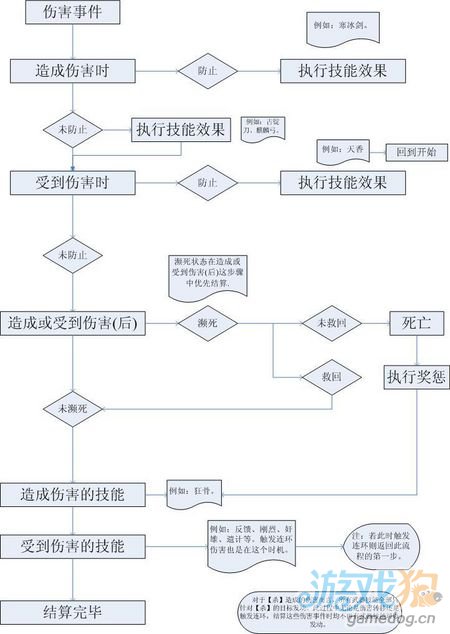 伤害事件
例如：寒冰剑。
造成伤害时
防止
执行技能效果
未防止
执行技能效果
例如：古锭
刀、麒麟弓。
例如：天香
回到开始
受到伤害时
防止
执行技能效果
未防止
濒死状态在造成或
受到伤害(后)这步骤
中优先结算.
造成或受到伤害(后)
濒死
未救回
死亡
救回
执行奖惩
未濒死
造成伤害的技能
例如：狂骨。
受到伤害的技能
例如：反馈、刚烈、奸
雄、遗计等。触发连环
伤害也是在这个时机。
注：若此时触发
连环则返回此流
程的第一步。
结算完毕
对于【杀】造成的
针对【杀】的目标
触发连环，结算这些伤害事件时均不
发动。
游戏狗
gamedog.cn